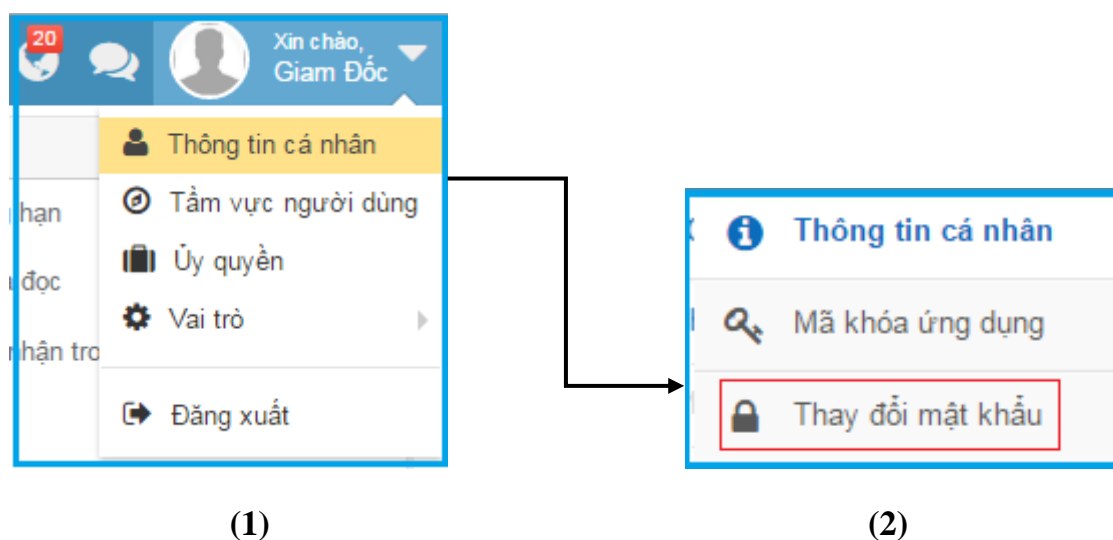 20
Xin chào,
Giam Đốc
Thông tin cá nhân
hạn
Tầm vực người dùng
đọc
Ủy quyền
Vai trò
nhận tro
Đăng xuất
Thông tin cá nhân
Mã khóa ứng dụng
Thay đổi mật khẩu
(1)
(2)